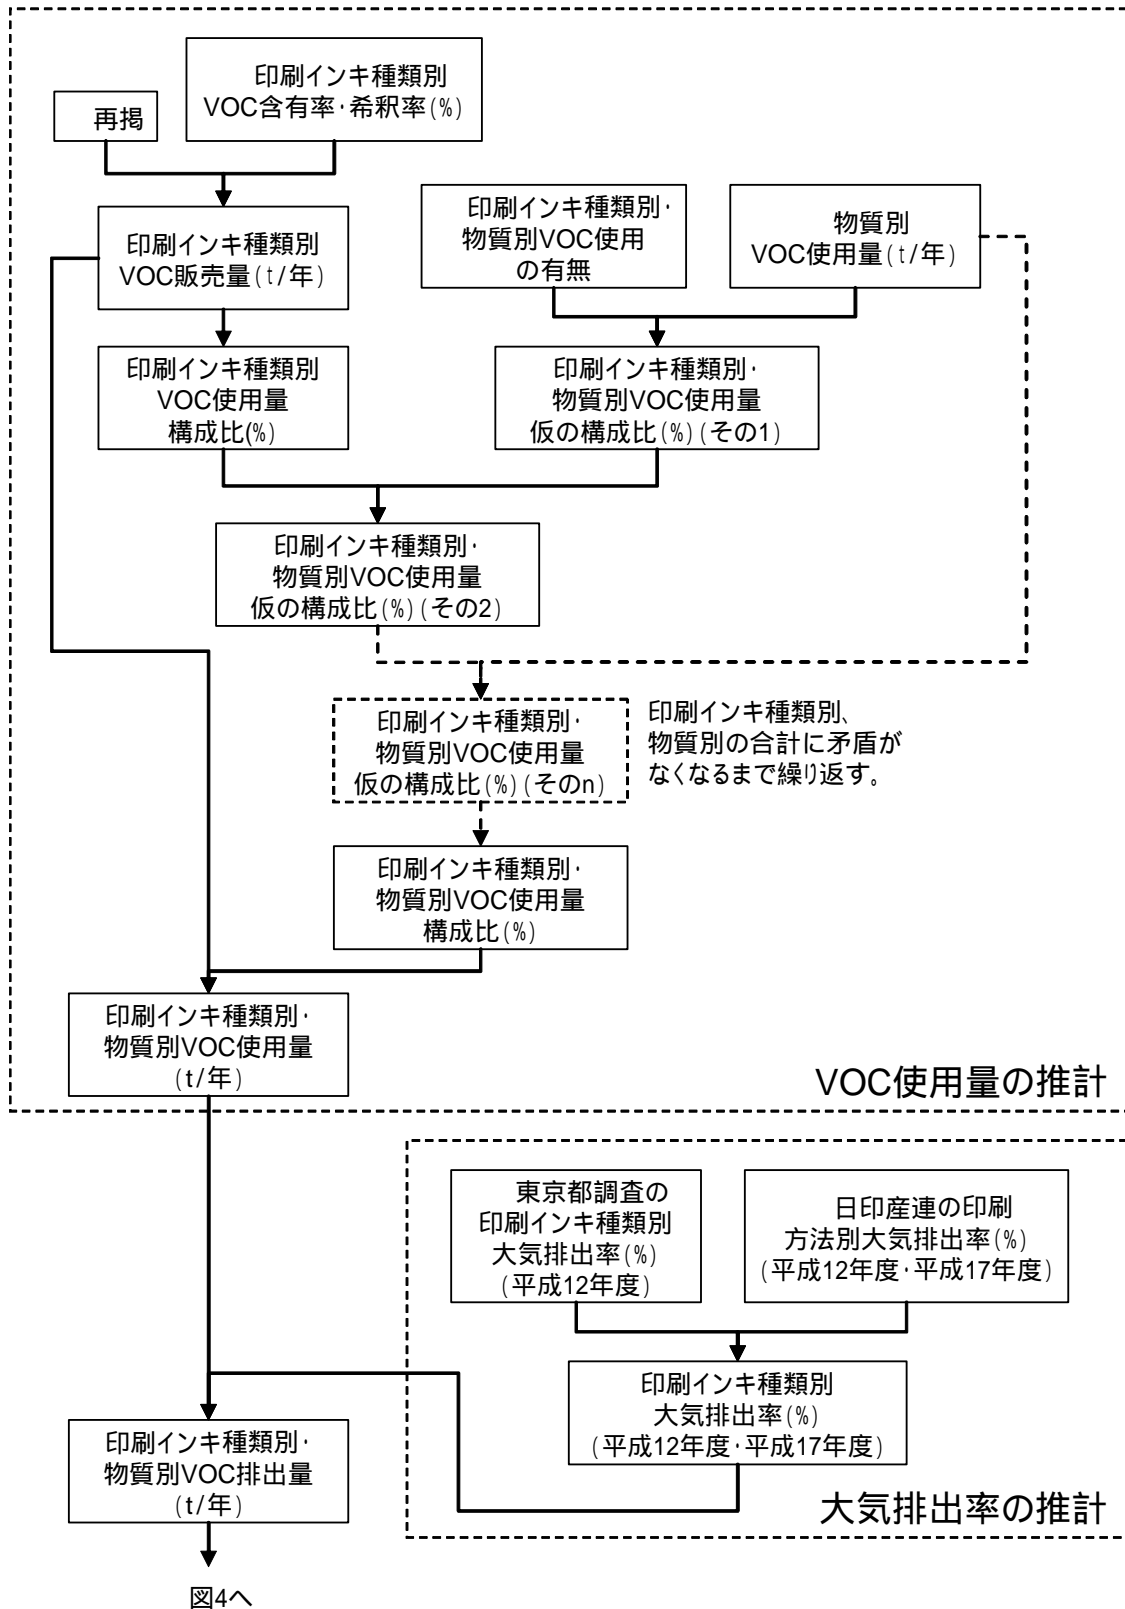 印刷インキ種類別
VOC含有率・希釈率(%)
再掲
印刷インキ種類別
VOC販売量(t/年)
印刷インキ種類別・
物質別VOC使用
の有無
物質別
VOC使用量(t/年)
印刷インキ種類別
VOC使用量
構成比(%)
印刷インキ種類別・
物質別VOC使用量
仮の構成比(%)(その1)
印刷インキ種類別・
物質別VOC使用量
仮の構成比(%)(その2)
印刷インキ種類別・
物質別VOC使用量
仮の構成比(%)(そのn)
印刷インキ種類別、
物質別の合計に矛盾が
なくなるまで繰り返す。
印刷インキ種類別・
物質別VOC使用量
構成比(%)
印刷インキ種類別・
物質別VOC使用量
(t/年)
VOC使用量の推計
東京都調査の
印刷インキ種類別
大気排出率(%)
(平成12年度)
日印産連の印刷
方法別大気排出率(%)
(平成12年度・平成17年度)
印刷インキ種類別
大気排出率(%)
(平成12年度・平成17年度)
大気排出率の推計
印刷インキ種類別・
物質別VOC排出量
(t/年)
図4へ